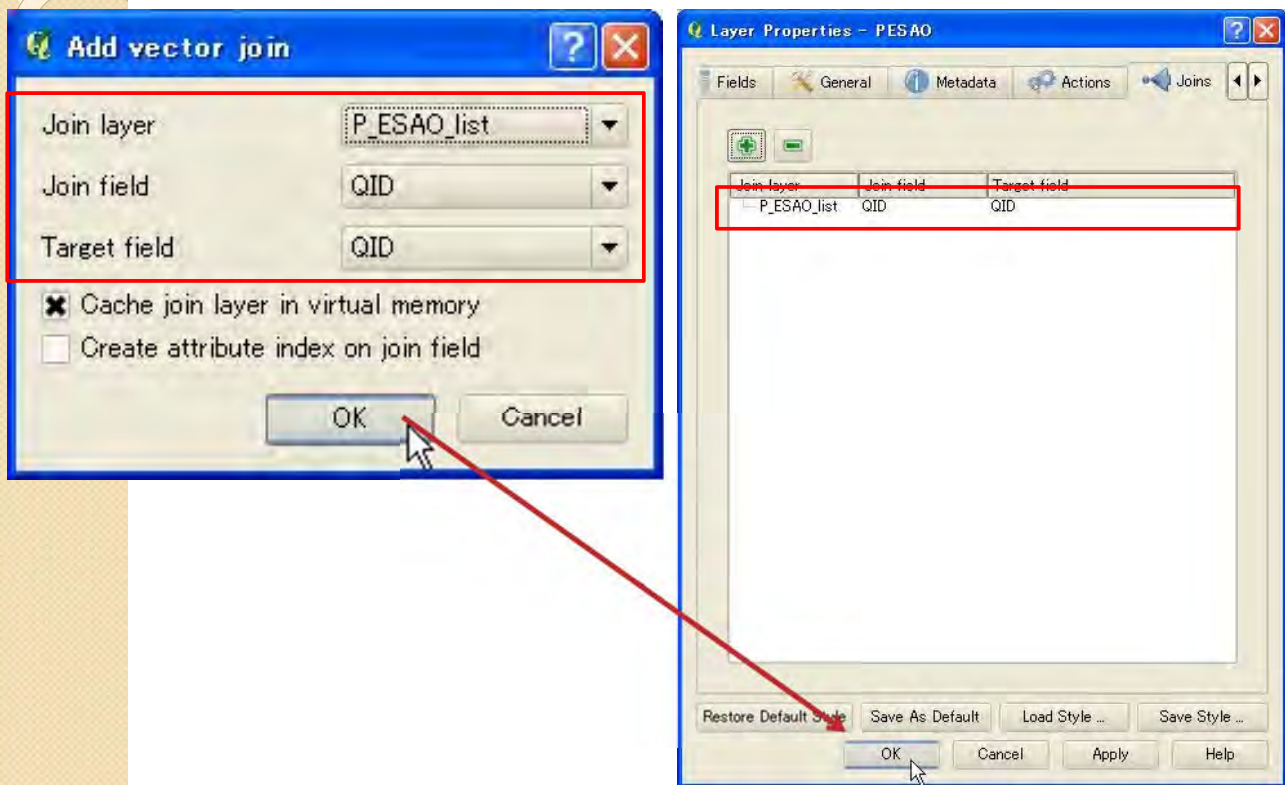 Add vector join
Join layer P_ESAO_list
Join field QID
Target field QID
Cache join layer in virtual memory
Create attribute index on join field
OK Cancel
Layer Properties - PESAO
Fields General Metadata Actions Joins
Join layer Join field Target field
P_ESAO_list QID QID
Restore Default Style Save As Default Load Style ... Save Style ...
OK Cancel Apply Help